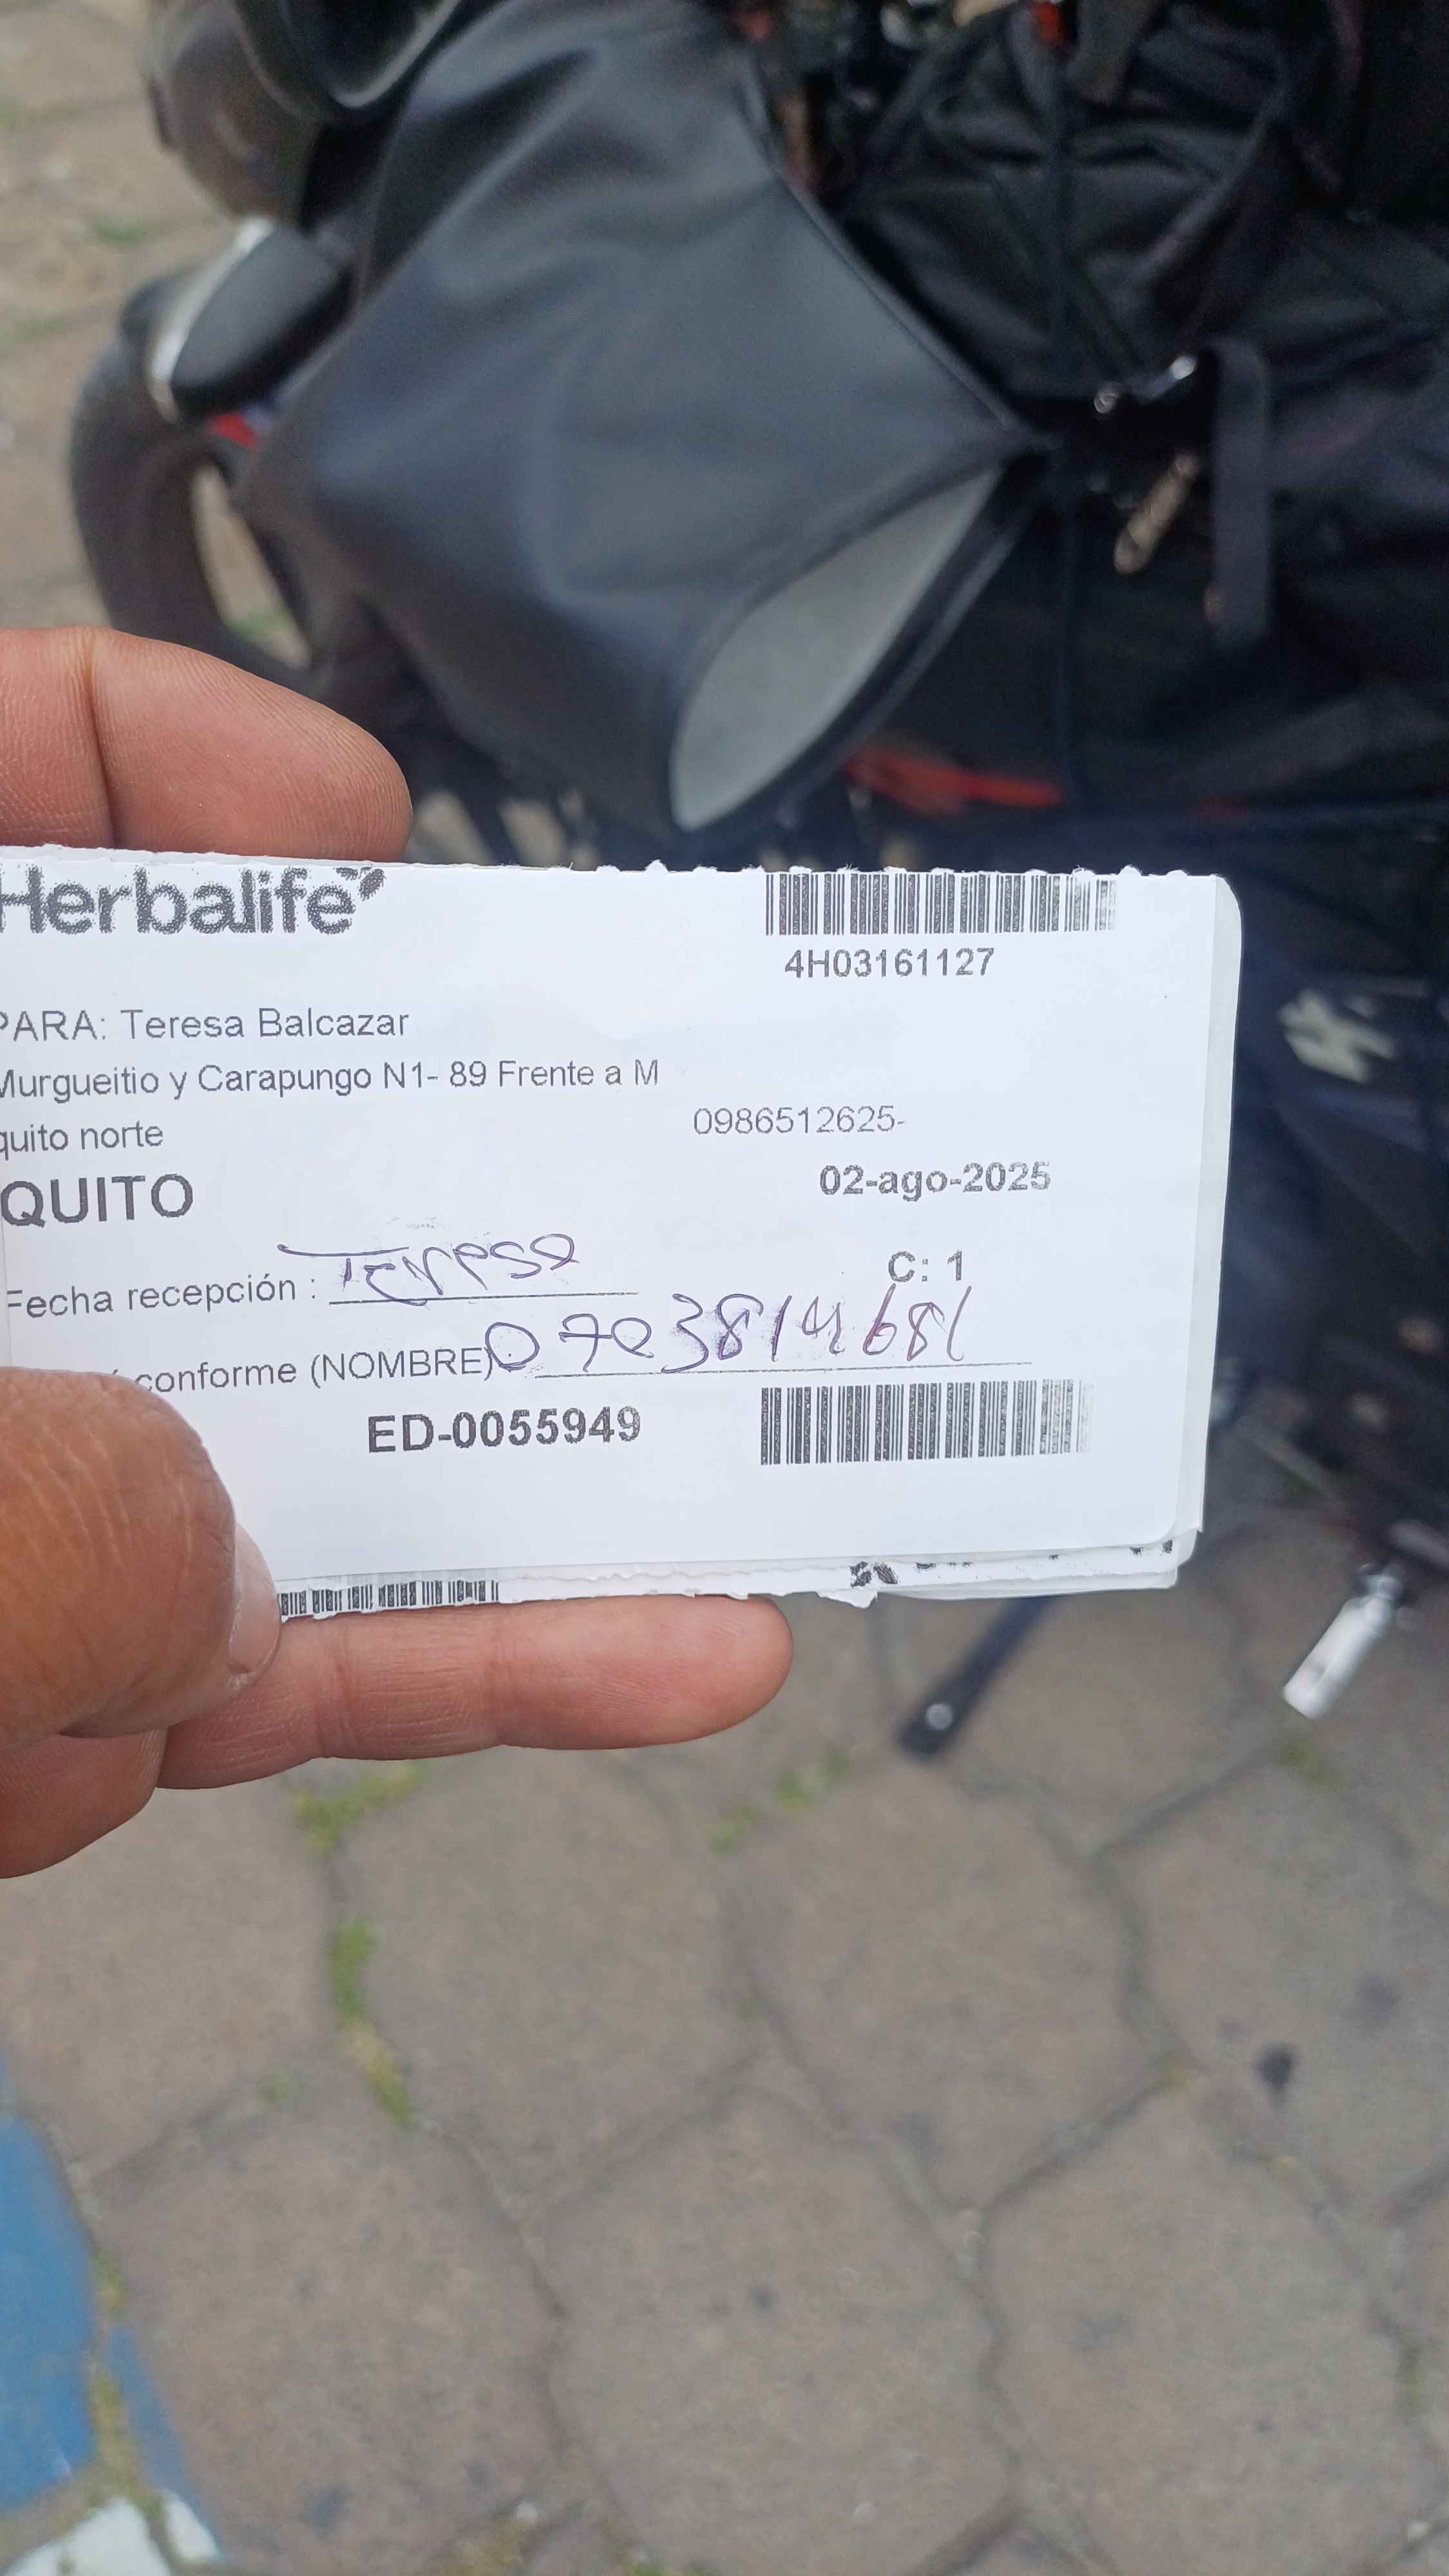 Herbalife
4H03161127
PARA: Teresa Balcazar
Murgueitio y Carapungo N1- 89 Frente a M
quito norte
0986512625-
QUITO
02-ago-2025
Fecha recepción : Teresa
C: 1
conforme (NOMBRE) 0703814686
ED-0055949